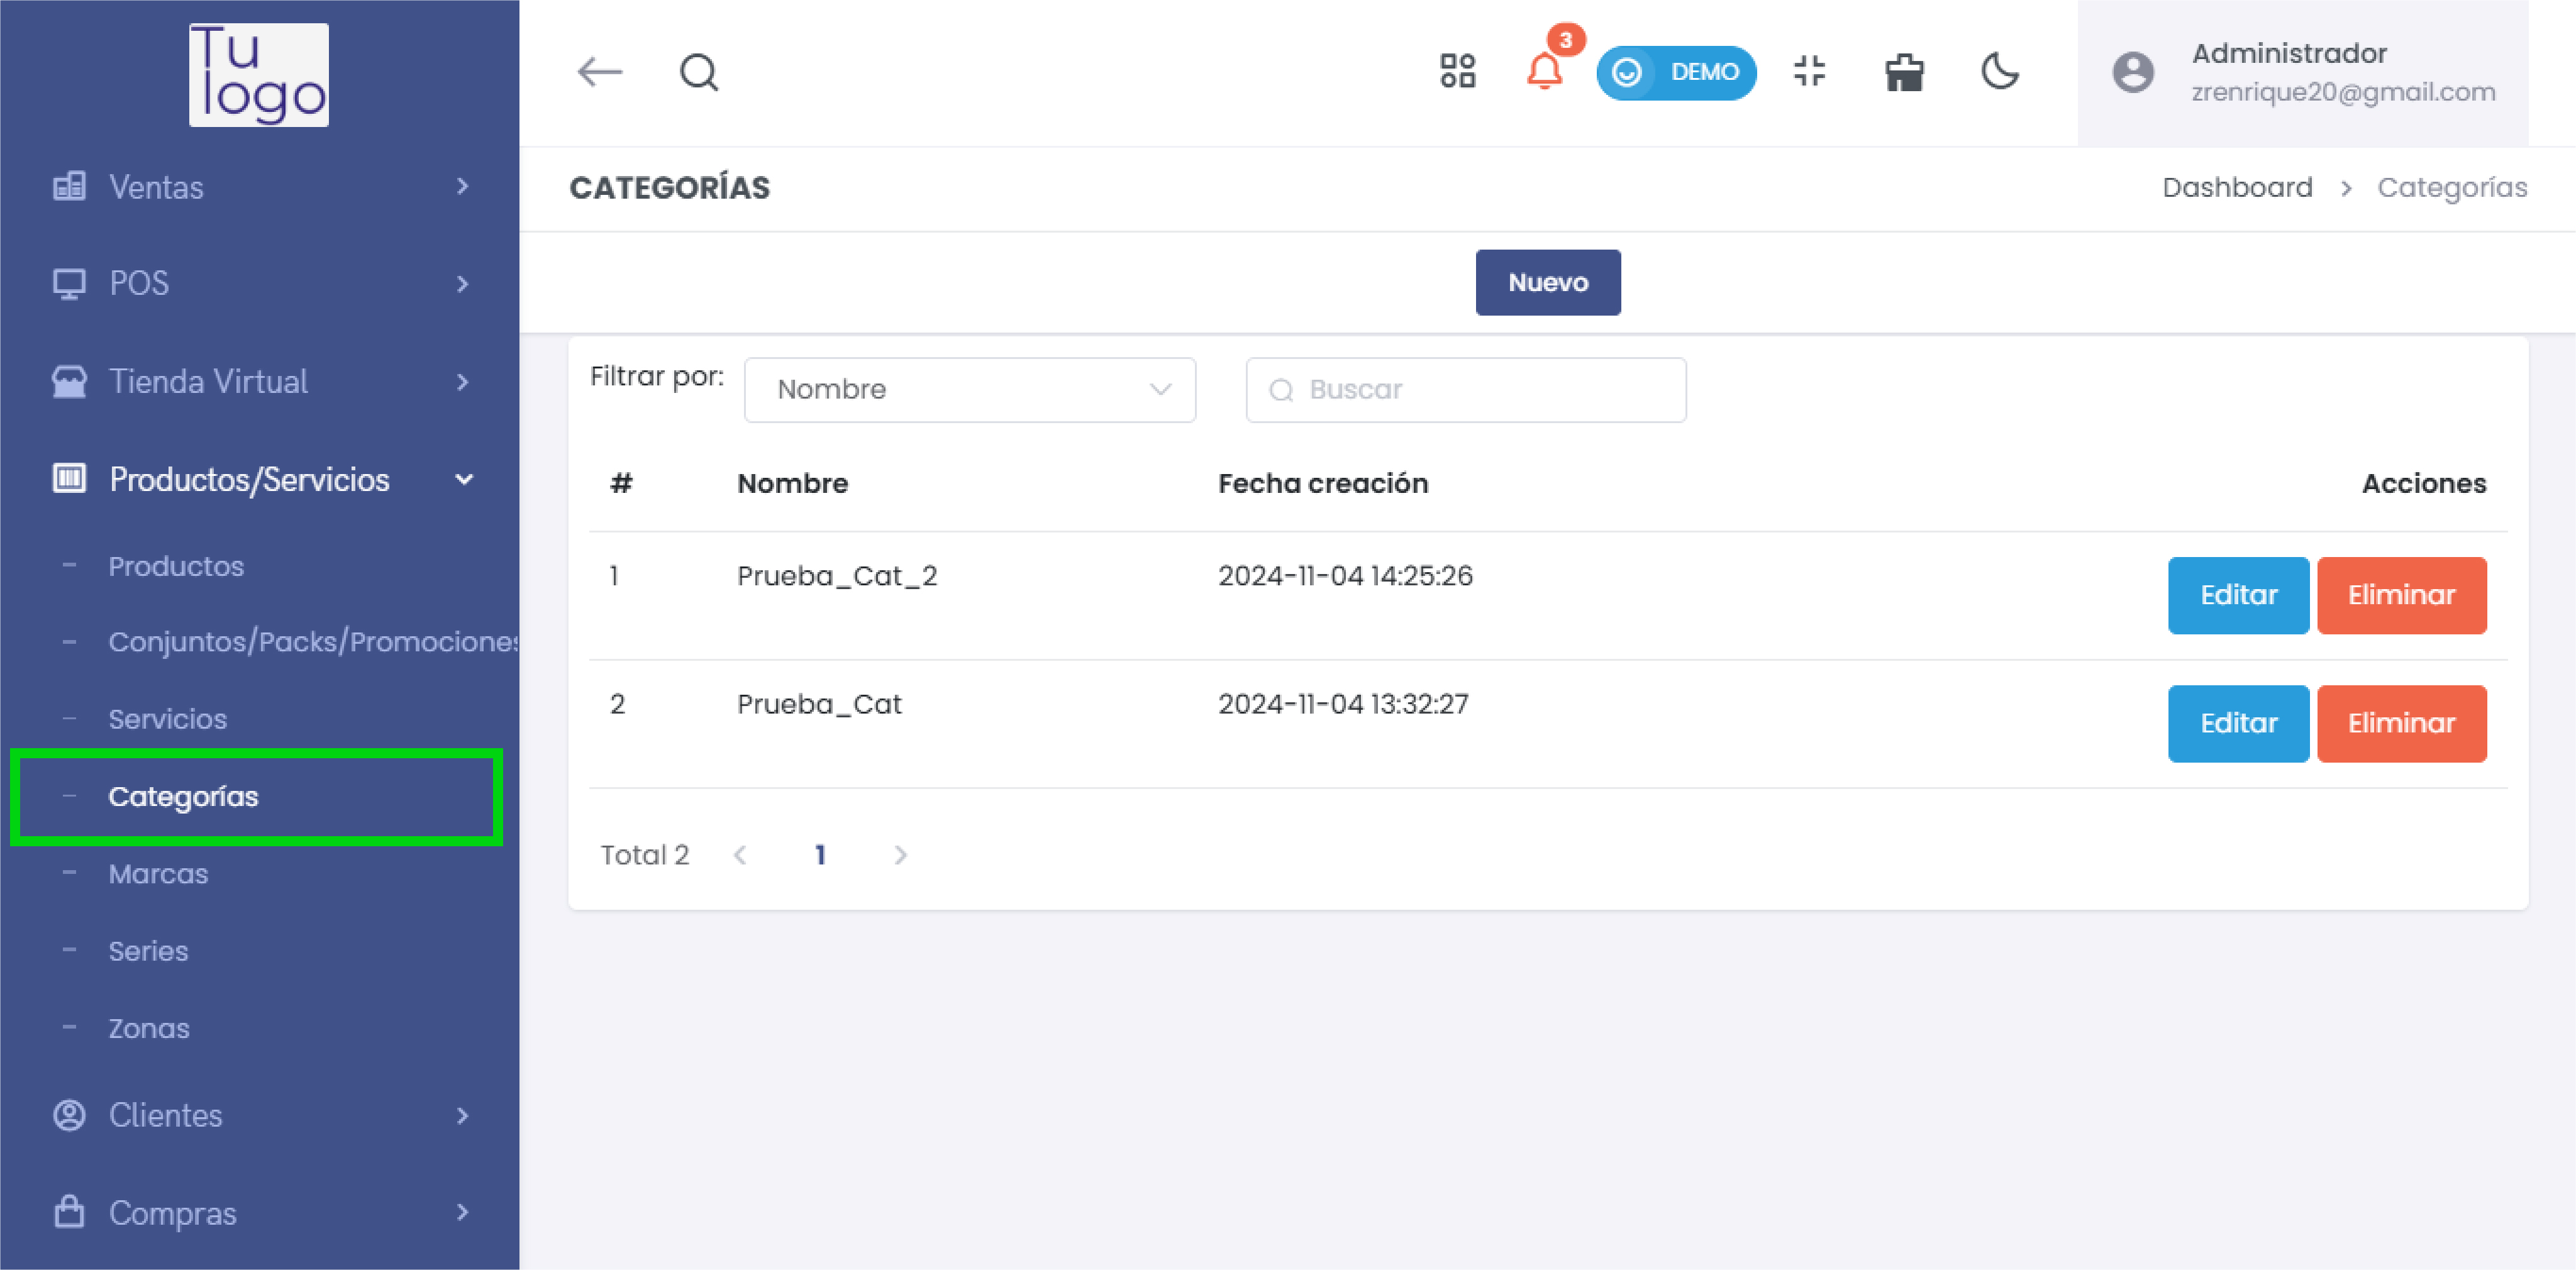 Tu
logo
Ventas
POS
Tienda Virtual
Productos/Servicios
Productos
Conjuntos/Packs/Promociones
Servicios
Categorías
Marcas
Series
Zonas
Clientes
Compras
3
DEMO
Administrador
zrenrique20@gmail.com
CATEGORÍAS
Dashboard > Categorías
Nuevo
Filtrar por: Nombre Buscar
# Nombre Fecha creación Acciones
1 Prueba_Cat_2 2024-11-04 14:25:26 Editar Eliminar
2 Prueba_Cat 2024-11-04 13:32:27 Editar Eliminar
Total 2 < 1 >